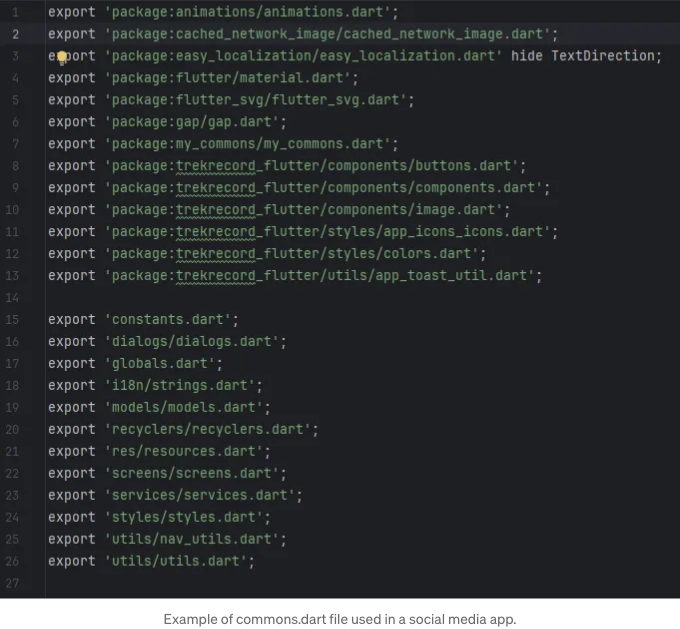 1 export 'package:animations/animations.dart';
2 export 'package:cached_network_image/cached_network_image.dart';
3 export 'package:easy_localization/easy_localization.dart' hide TextDirection;
4 export 'package:flutter/material.dart';
5 export 'package:flutter_svg/flutter_svg.dart';
6 export 'package:gap/gap.dart';
7 export 'package:my_commons/my_commons.dart';
8 export 'package:trekrecord_flutter/components/buttons.dart';
9 export 'package:trekrecord_flutter/components/components.dart';
10 export 'package:trekrecord_flutter/components/image.dart';
11 export 'package:trekrecord_flutter/styles/app_icons_icons.dart';
12 export 'package:trekrecord_flutter/styles/colors.dart';
13 export 'package:trekrecord_flutter/utils/app_toast_util.dart';
14
15 export 'constants.dart';
16 export 'dialogs/dialogs.dart';
17 export 'globals.dart';
18 export 'i18n/strings.dart';
19 export 'models/models.dart';
20 export 'recyclers/recyclers.dart';
21 export 'res/resources.dart';
22 export 'screens/screens.dart';
23 export 'services/services.dart';
24 export 'styles/styles.dart';
25 export 'utils/nav_utils.dart';
26 export 'utils/utils.dart';
27
Example of commons.dart file used in a social media app.